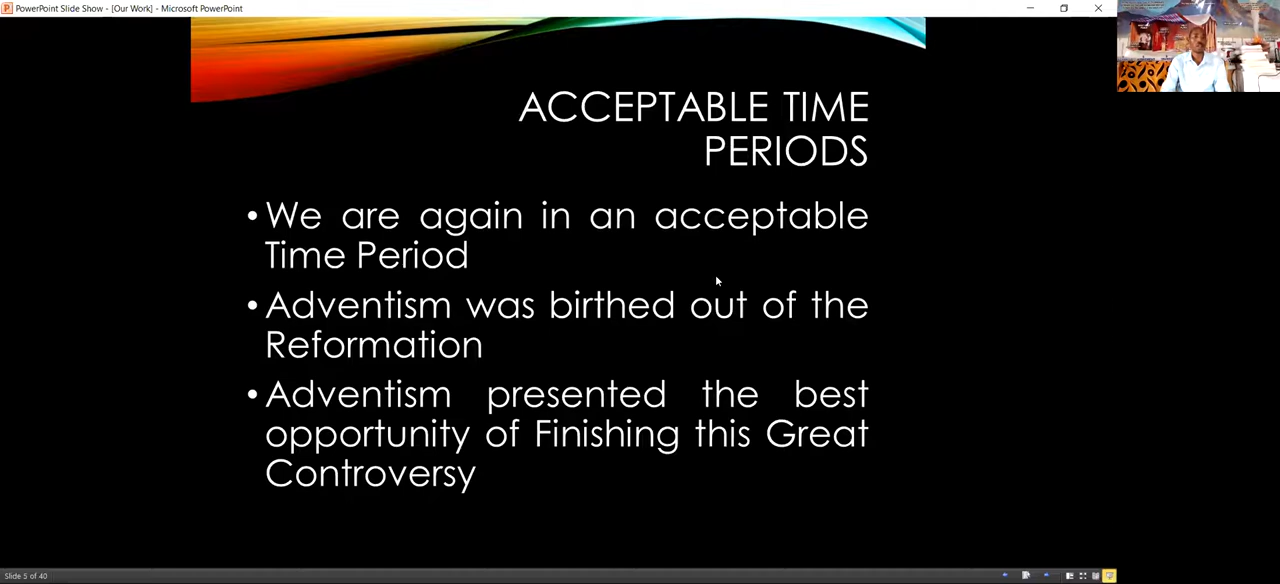 PowerPoint Slide Show - [Our Work] - Microsoft PowerPoint
ACCEPTABLE TIME
PERIODS
• We are again in an acceptable
Time Period
• Adventism was birthed out of the
Reformation
• Adventism presented the best
opportunity of Finishing this Great
Controversy
Slide 5 of 40